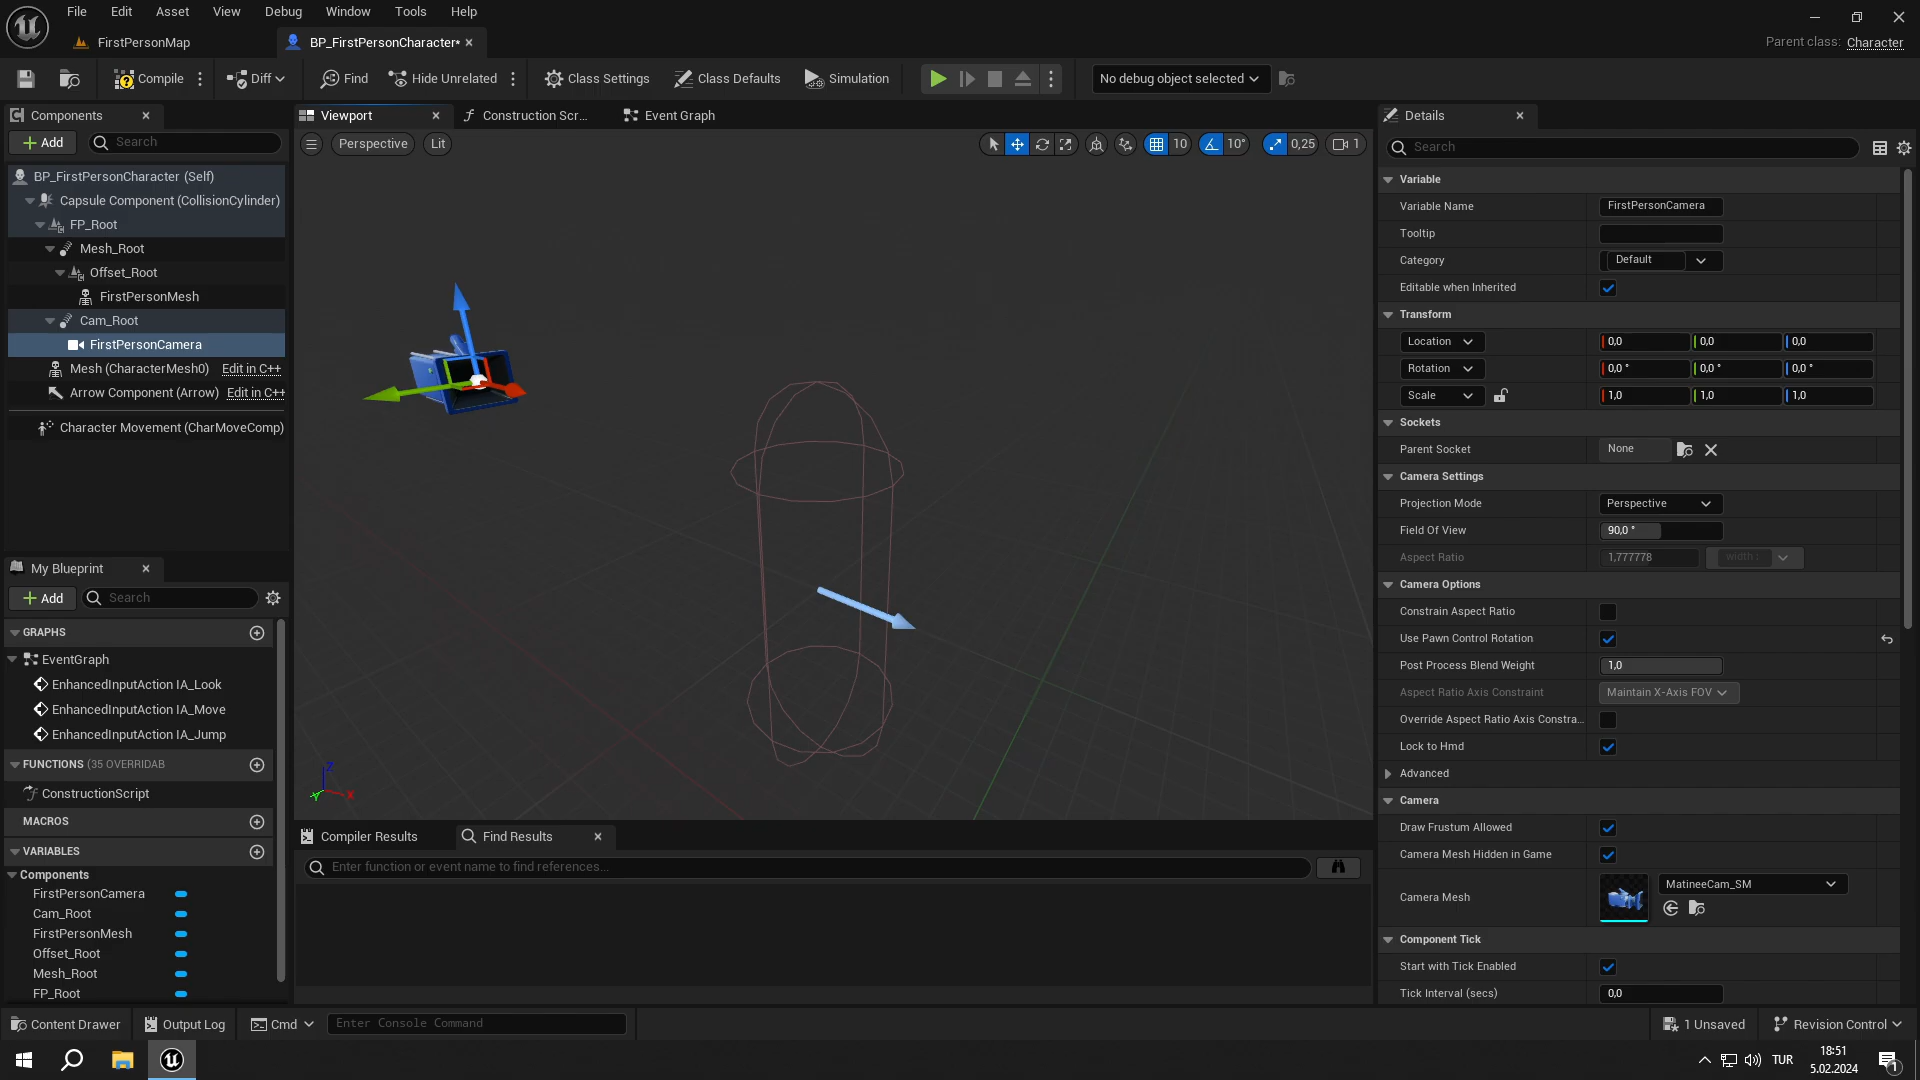 File Edit Asset View Debug Window Tools Help
FirstPersonMap
BP_FirstPersonCharacter*
Parent class: Character
Compile
Diff
Find
Hide Unrelated
Class Settings
Class Defaults
Simulation
No debug object selected
Components
Add
Search
BP_FirstPersonCharacter (Self)
Capsule Component (CollisionCylinder)
FP_Root
Mesh_Root
Offset_Root
FirstPersonMesh
Cam_Root
FirstPersonCamera
Mesh (CharacterMesh0) Edit in C++
Arrow Component (Arrow) Edit in C++
Character Movement (CharMoveComp)
My Blueprint
Add
Search
GRAPHS
EventGraph
EnhancedInputAction IA_Look
EnhancedInputAction IA_Move
EnhancedInputAction IA_Jump
FUNCTIONS (35 OVERRIDAB
ConstructionScript
MACROS
VARIABLES
Components
FirstPersonCamera
Cam_Root
FirstPersonMesh
Offset_Root
Mesh_Root
FP_Root
Viewport
Construction Scr...
Event Graph
Perspective
Lit
10
10°
0,25
1
Z
X
Y
Compiler Results
Find Results
Enter function or event name to find references...
Details
Search
Variable
Variable Name FirstPersonCamera
Tooltip
Category Default
Editable when Inherited
Transform
Location 0,0 0,0 0,0
Rotation 0,0 ° 0,0 ° 0,0 °
Scale 1,0 1,0 1,0
Sockets
Parent Socket None
Camera Settings
Projection Mode Perspective
Field Of View 90,0 °
Aspect Ratio 1,777778 width :
Camera Options
Constrain Aspect Ratio
Use Pawn Control Rotation
Post Process Blend Weight 1,0
Aspect Ratio Axis Constraint Maintain X-Axis FOV
Override Aspect Ratio Axis Constra...
Lock to Hmd
Advanced
Camera
Draw Frustum Allowed
Camera Mesh Hidden in Game
Camera Mesh MatineeCam_SM
Component Tick
Start with Tick Enabled
Tick Interval (secs) 0,0
Content Drawer
Output Log
Cmd
Enter Console Command
1 Unsaved
Revision Control
TUR
18:51
5.02.2024
1